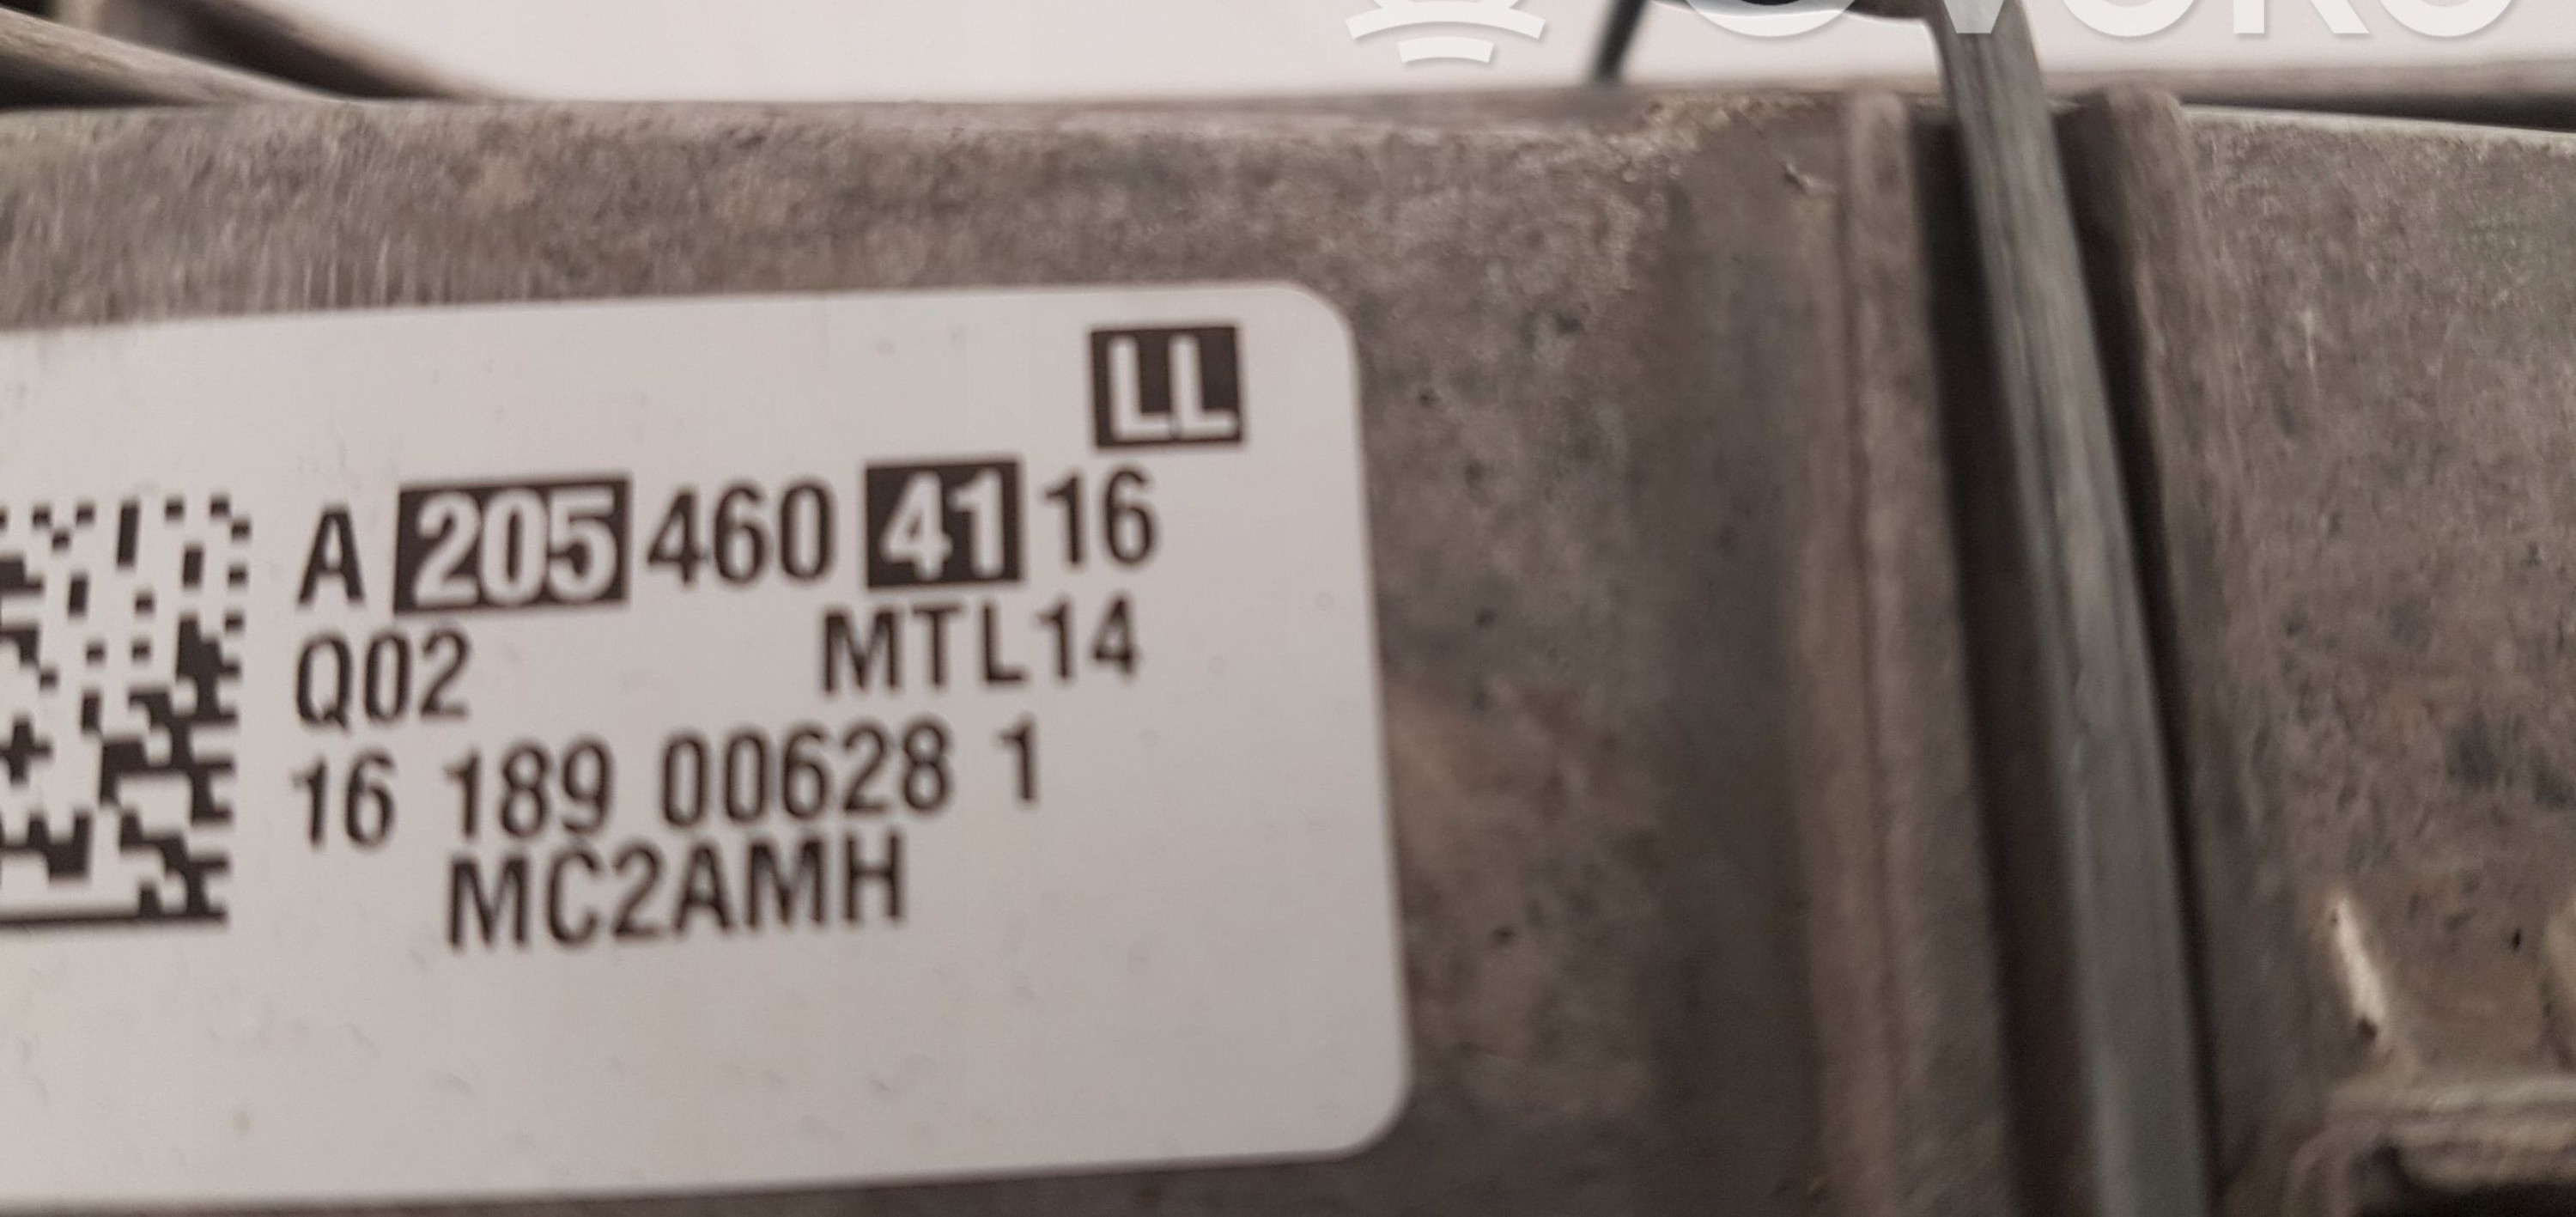 LL
A 205 460 41 16
Q02 MTL14
16 189 00628 1
MC2AMH